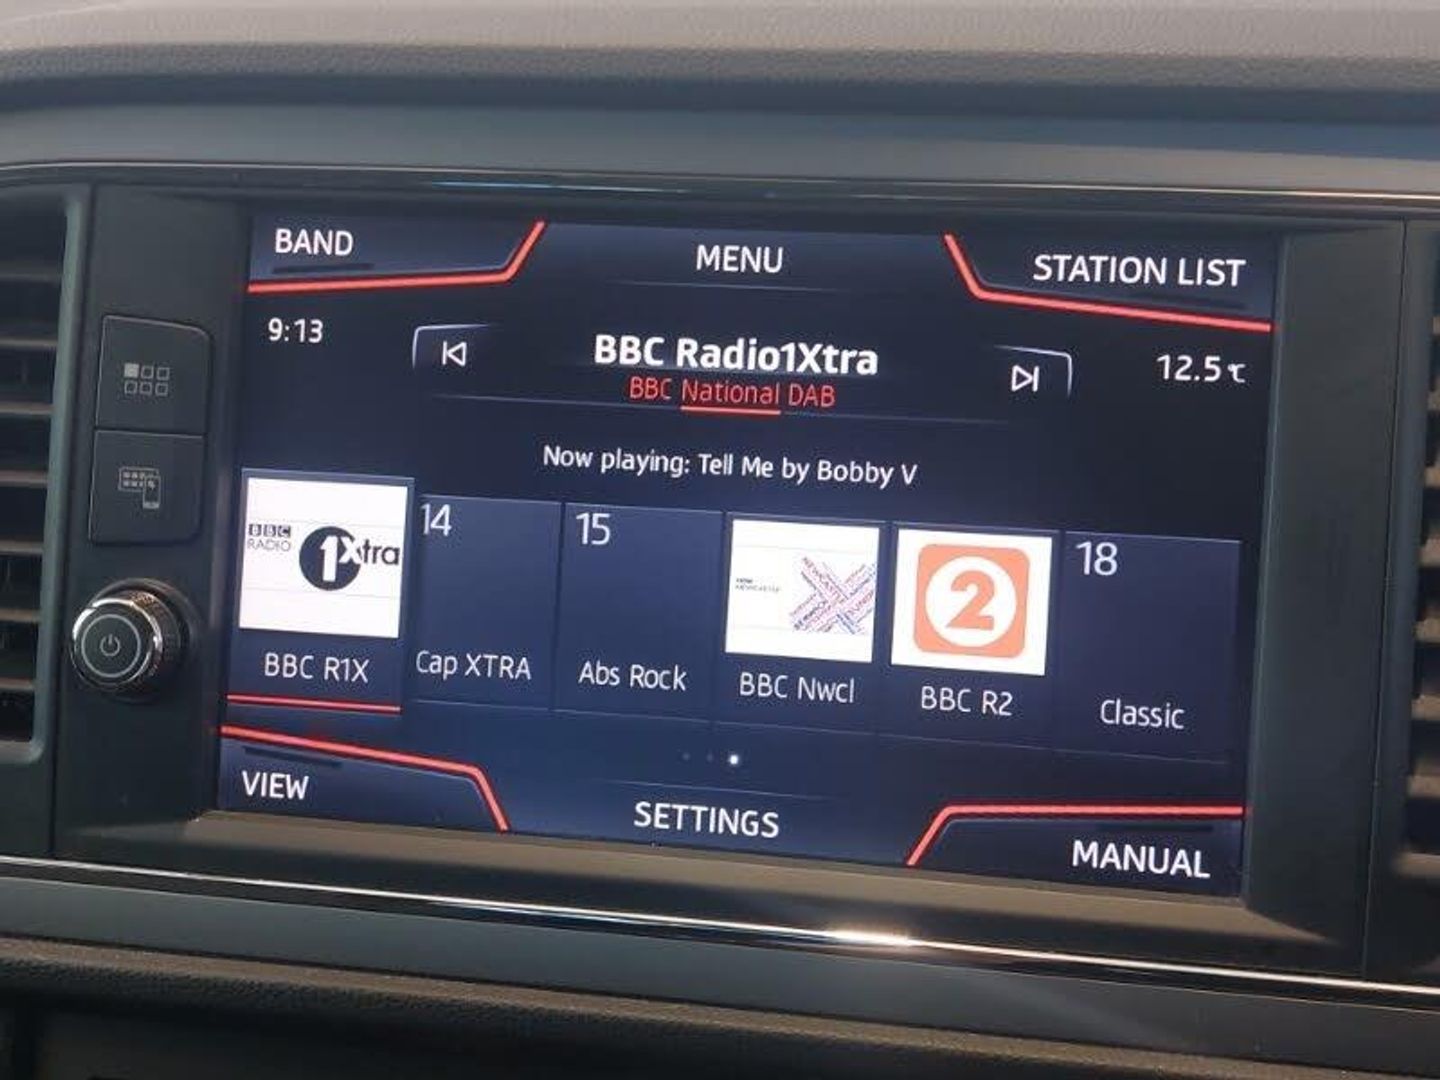 BAND
MENU
STATION LIST
9:13
BBC Radio1Xtra
12.5℃
BBC National DAB
Now playing: Tell Me by Bobby V
BBC
RADIO
1Xtra
14
15
2
18
BBC R1X
Cap XTRA
Abs Rock
BBC Nwcl
BBC R2
Classic
VIEW
SETTINGS
MANUAL